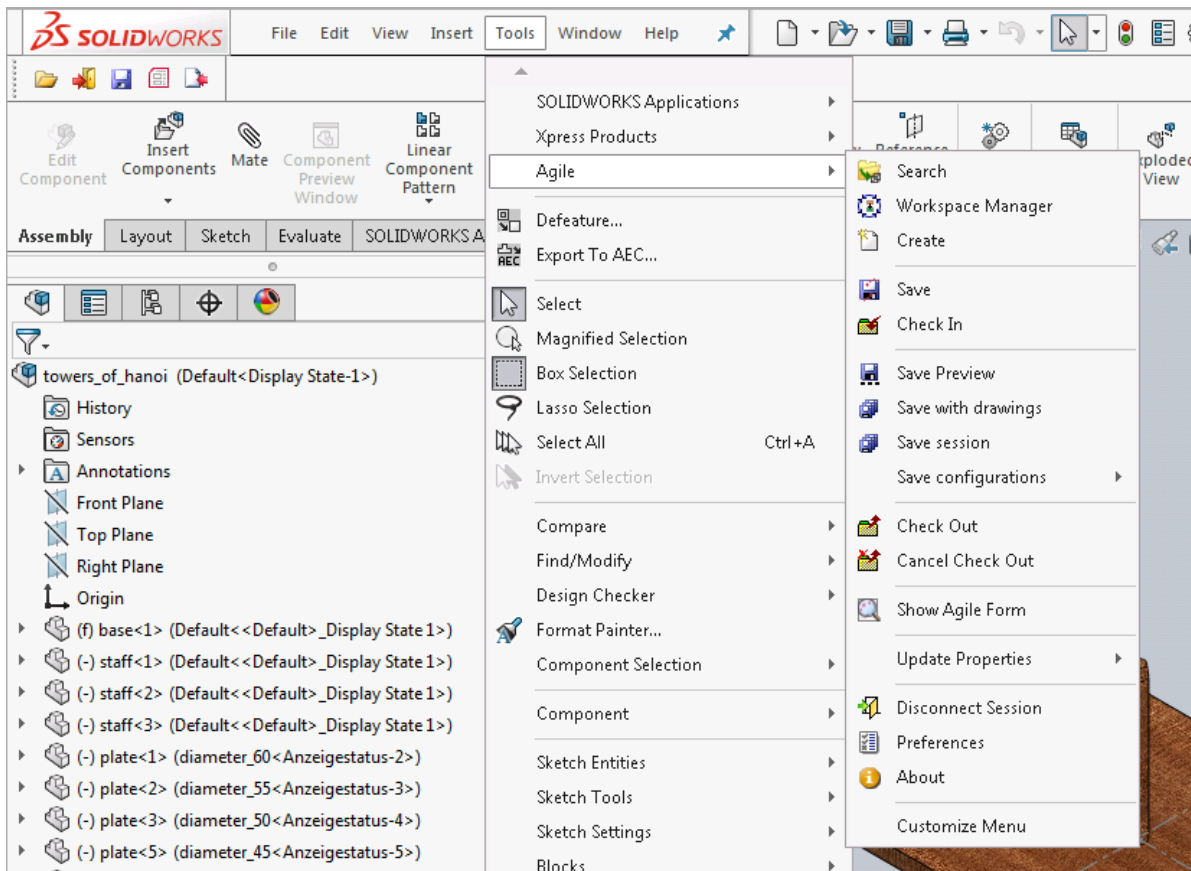 SOLIDWORKS
File Edit View Insert Tools Window Help
Edit Component
Insert Components
Mate
Component Preview Window
Linear Component Pattern
Reference
View
Assembly Layout Sketch Evaluate SOLIDWORKS A
towers_of_hanoi (Default<Display State-1>)
History
Sensors
Annotations
Front Plane
Top Plane
Right Plane
Origin
(f) base<1> (Default<<Default>_Display State 1>)
(-) staff<1> (Default<<Default>_Display State 1>)
(-) staff<2> (Default<<Default>_Display State 1>)
(-) staff<3> (Default<<Default>_Display State 1>)
(-) plate<1> (diameter_60<Anzeigestatus-2>)
(-) plate<2> (diameter_55<Anzeigestatus-3>)
(-) plate<3> (diameter_50<Anzeigestatus-4>)
(-) plate<5> (diameter_45<Anzeigestatus-5>)
SOLIDWORKS Applications
Xpress Products
Agile
Defeature...
AEC Export To AEC...
Select
Magnified Selection
Box Selection
Lasso Selection
Select All Ctrl+A
Invert Selection
Compare
Find/Modify
Design Checker
Format Painter...
Component Selection
Component
Sketch Entities
Sketch Tools
Sketch Settings
Blocks
Search
Workspace Manager
Create
Save
Check In
Save Preview
Save with drawings
Save session
Save configurations
Check Out
Cancel Check Out
Show Agile Form
Update Properties
Disconnect Session
Preferences
About
Customize Menu